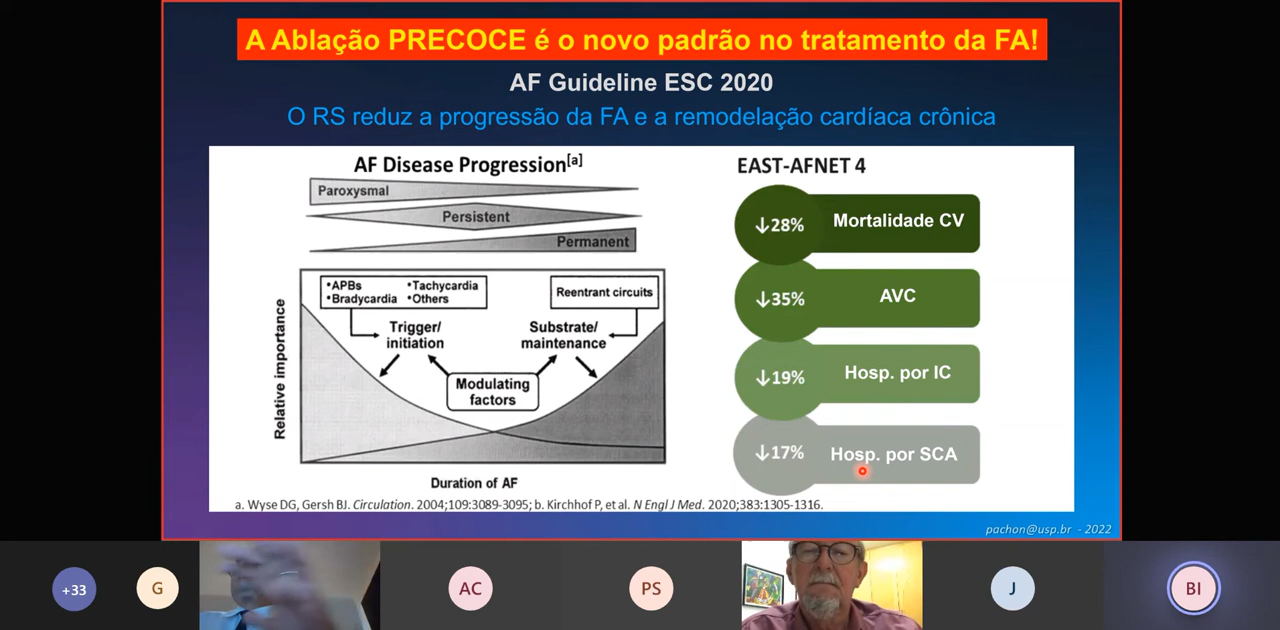 A Ablação PRECOCE é o novo padrão no tratamento da FA!
AF Guideline ESC 2020
O RS reduz a progressão da FA e a remodelação cardíaca crônica
AF Disease Progression[a]
Paroxysmal
Persistent
Permanent
•APBs •Tachycardia
•Bradycardia •Others
Reentrant circuits
Trigger/
initiation
Substrate/
maintenance
Modulating
factors
Relative importance
Duration of AF
EAST-AFNET 4
↓28% Mortalidade CV
↓35% AVC
↓19% Hosp. por IC
↓17% Hosp. por SCA
a. Wyse DG, Gersh BJ. Circulation. 2004;109:3089-3095; b. Kirchhof P, et al. N Engl J Med. 2020;383:1305-1316.
pachon@usp.br - 2022
+33
G
AC
PS
J
BI